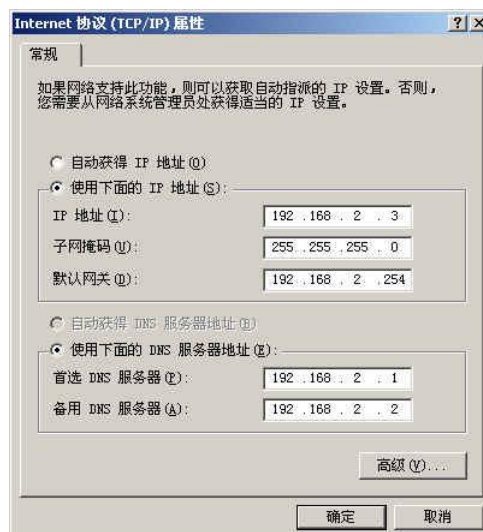 Internet 协议 (TCP/IP) 属性
常规
如果网络支持此功能，则可以获取自动指派的 IP 设置。否则，
您需要从网络系统管理员处获得适当的 IP 设置。
自动获得 IP 地址(O)
使用下面的 IP 地址(S):
IP 地址(I): 192 .168 . 2 . 3
子网掩码(U): 255 .255 .255 . 0
默认网关(D): 192 .168 . 2 .254
自动获得 DNS 服务器地址(B)
使用下面的 DNS 服务器地址(E):
首选 DNS 服务器(P): 192 .168 . 2 . 1
备用 DNS 服务器(A): 192 .168 . 2 . 2
高级(V)...
确定 取消